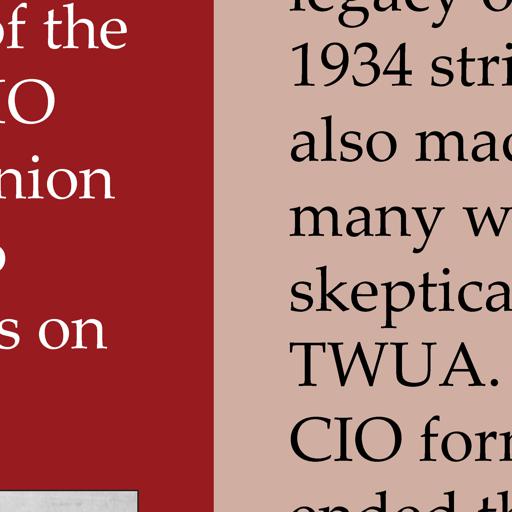 of the
IO
nion
s on
legacy o
1934 stri
also mad
many w
skeptica
TWUA.
CIO form
ended th